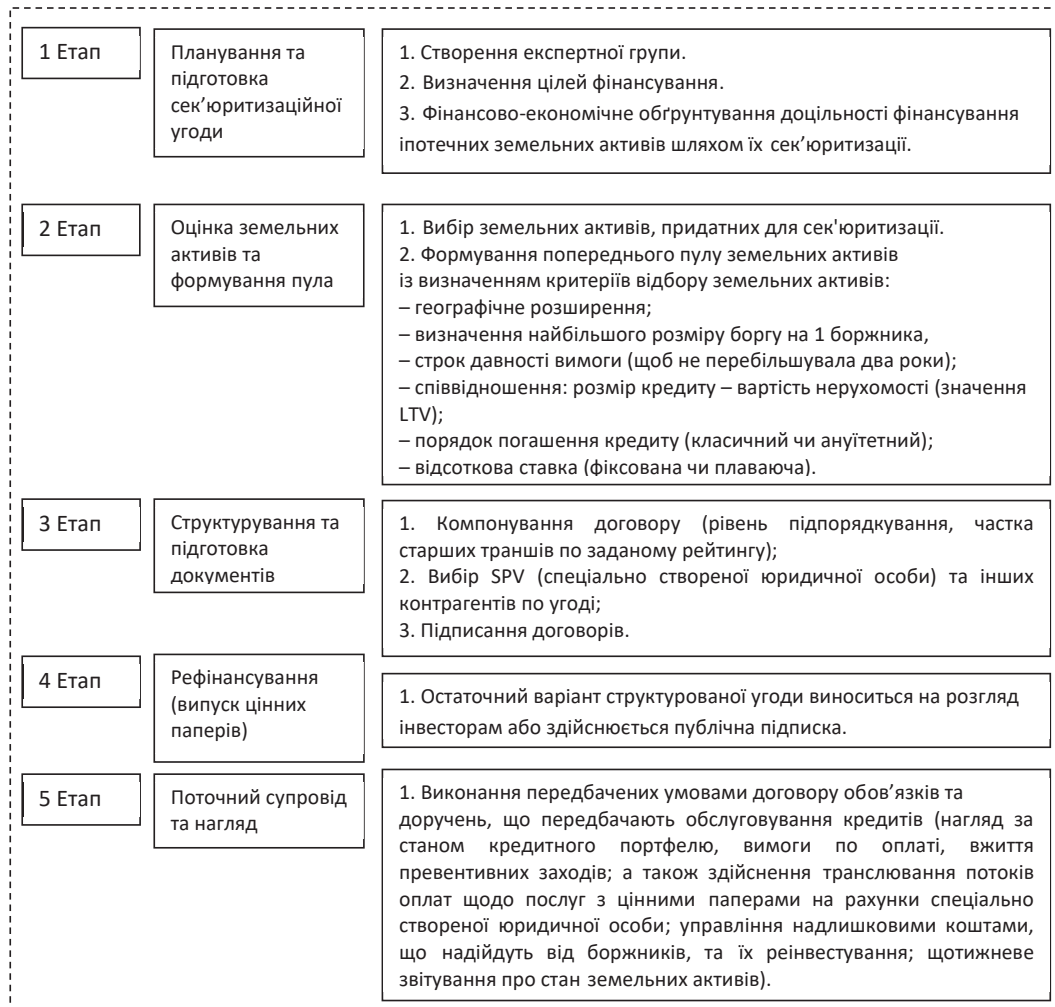 1 Етап
Планування та
підготовка
сек’юритизаційної
угоди
1. Створення експертної групи.
2. Визначення цілей фінансування.
3. Фінансово-економічне обґрунтування доцільності фінансування
іпотечних земельних активів шляхом їх сек’юритизації.
2 Етап
Оцінка земельних
активів та
формування пула
1. Вибір земельних активів, придатних для сек'юритизації.
2. Формування попереднього пулу земельних активів
із визначенням критеріїв відбору земельних активів:
– географічне розширення;
– визначення найбільшого розміру боргу на 1 боржника,
– строк давності вимоги (щоб не перебільшувала два роки);
– співвідношення: розмір кредиту – вартість нерухомості (значення
LTV);
– порядок погашення кредиту (класичний чи ануїтетний);
– відсоткова ставка (фіксована чи плаваюча).
3 Етап
Структурування та
підготовка
документів
1. Компонування договору (рівень підпорядкування, частка
старших траншів по заданому рейтингу);
2. Вибір SPV (спеціально створеної юридичної особи) та інших
контрагентів по угоді;
3. Підписання договорів.
4 Етап
Рефінансування
(випуск цінних
паперів)
1. Остаточний варіант структурованої угоди виноситься на розгляд
інвесторам або здійснюється публічна підписка.
5 Етап
Поточний супровід
та нагляд
1. Виконання передбачених умовами договору обов’язків та
доручень, що передбачають обслуговування кредитів (нагляд за
станом кредитного портфелю, вимоги по оплаті, вжиття
превентивних заходів; а також здійснення транслювання потоків
оплат щодо послуг з цінними паперами на рахунки спеціально
створеної юридичної особи; управління надлишковими коштами,
що надійдуть від боржників, та їх реінвестування; щотижневе
звітування про стан земельних активів).